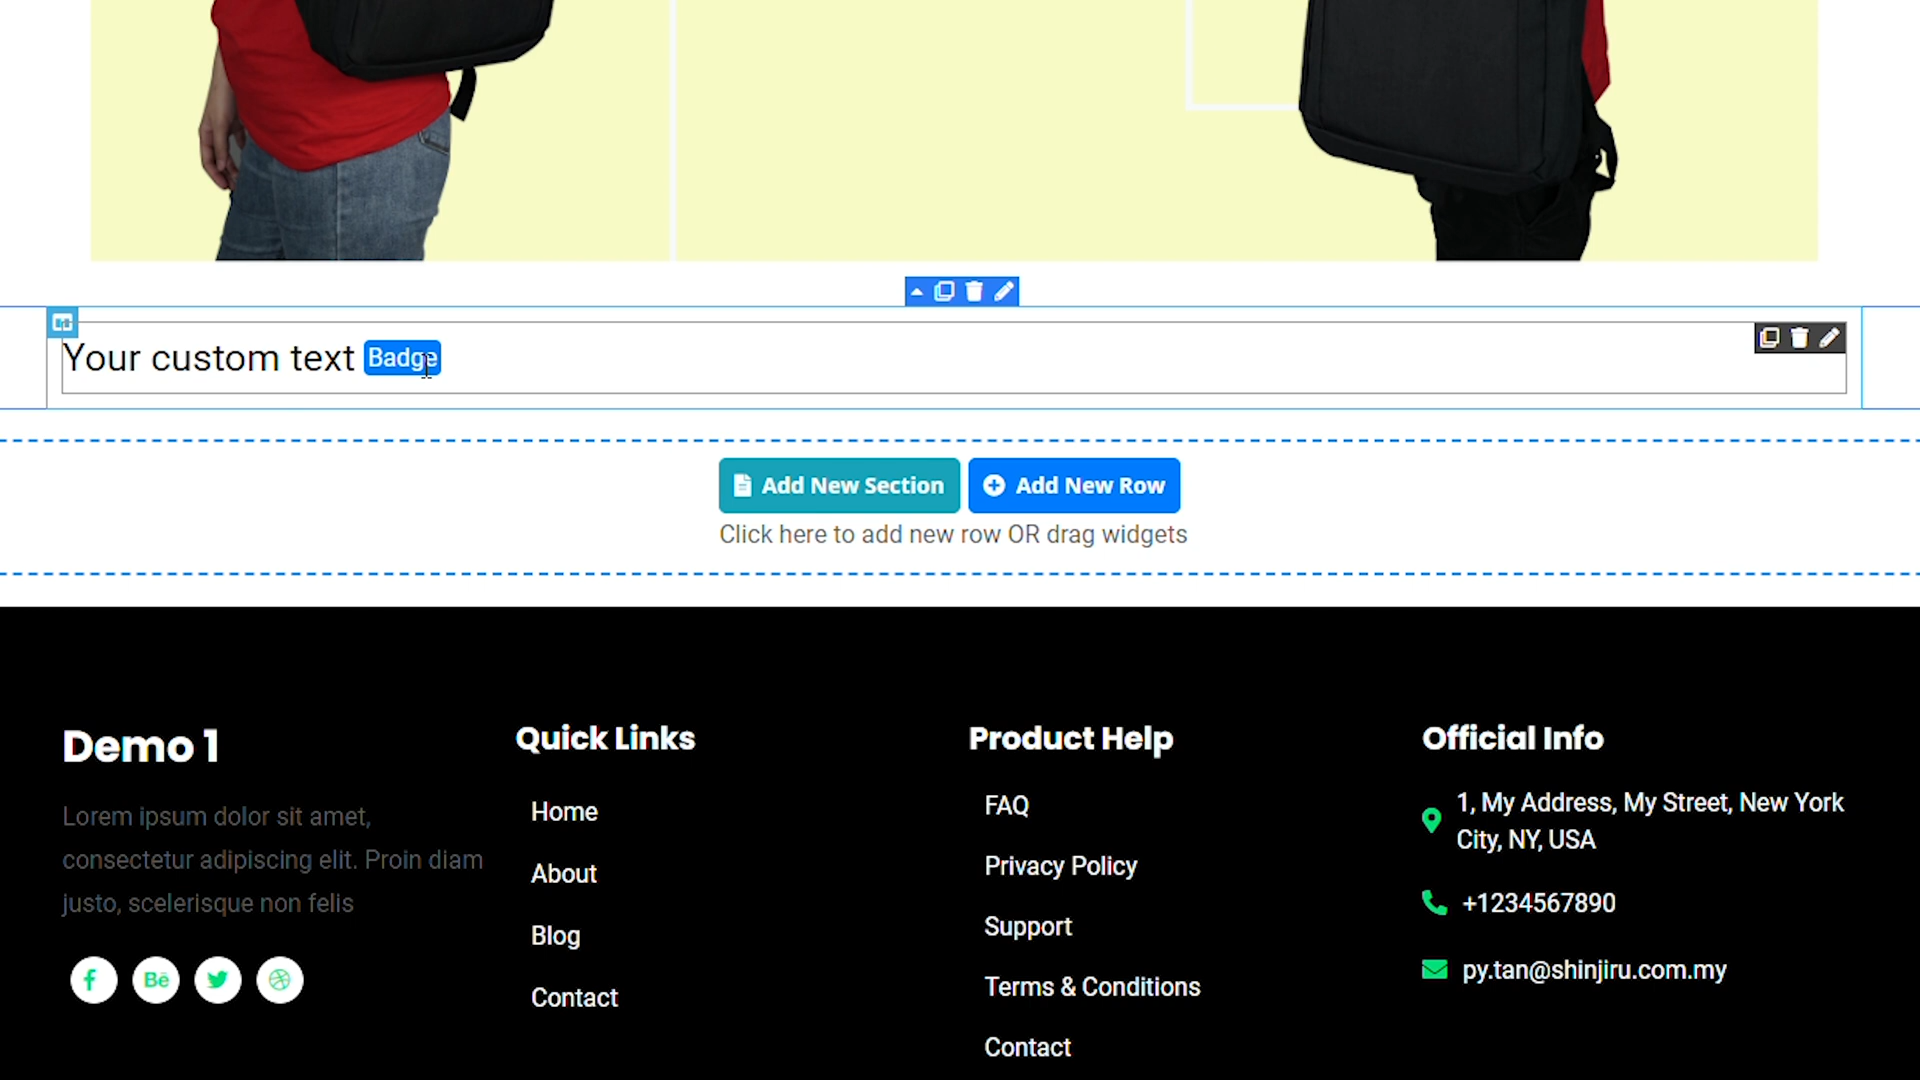 Your custom text Badge
Add New Section
Add New Row
Click here to add new row OR drag widgets
Demo 1
Lorem ipsum dolor sit amet,
consectetur adipiscing elit. Proin diam
justo, scelerisque non felis
Bē
Quick Links
Home
About
Blog
Contact
Product Help
FAQ
Privacy Policy
Support
Terms & Conditions
Contact
Official Info
1, My Address, My Street, New York
City, NY, USA
+1234567890
py.tan@shinjiru.com.my